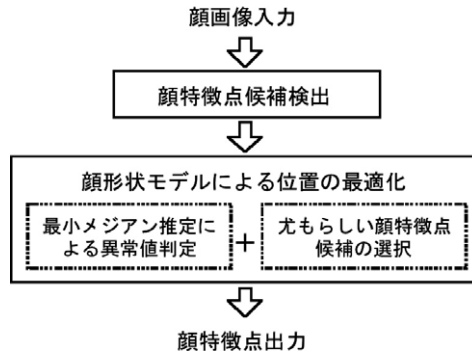 顔画像入力
顔特徴点候補検出
顔形状モデルによる位置の最適化
最小メジアン推定に
よる異常値判定
+
尤もらしい顔特徴点
候補の選択
顔特徴点出力